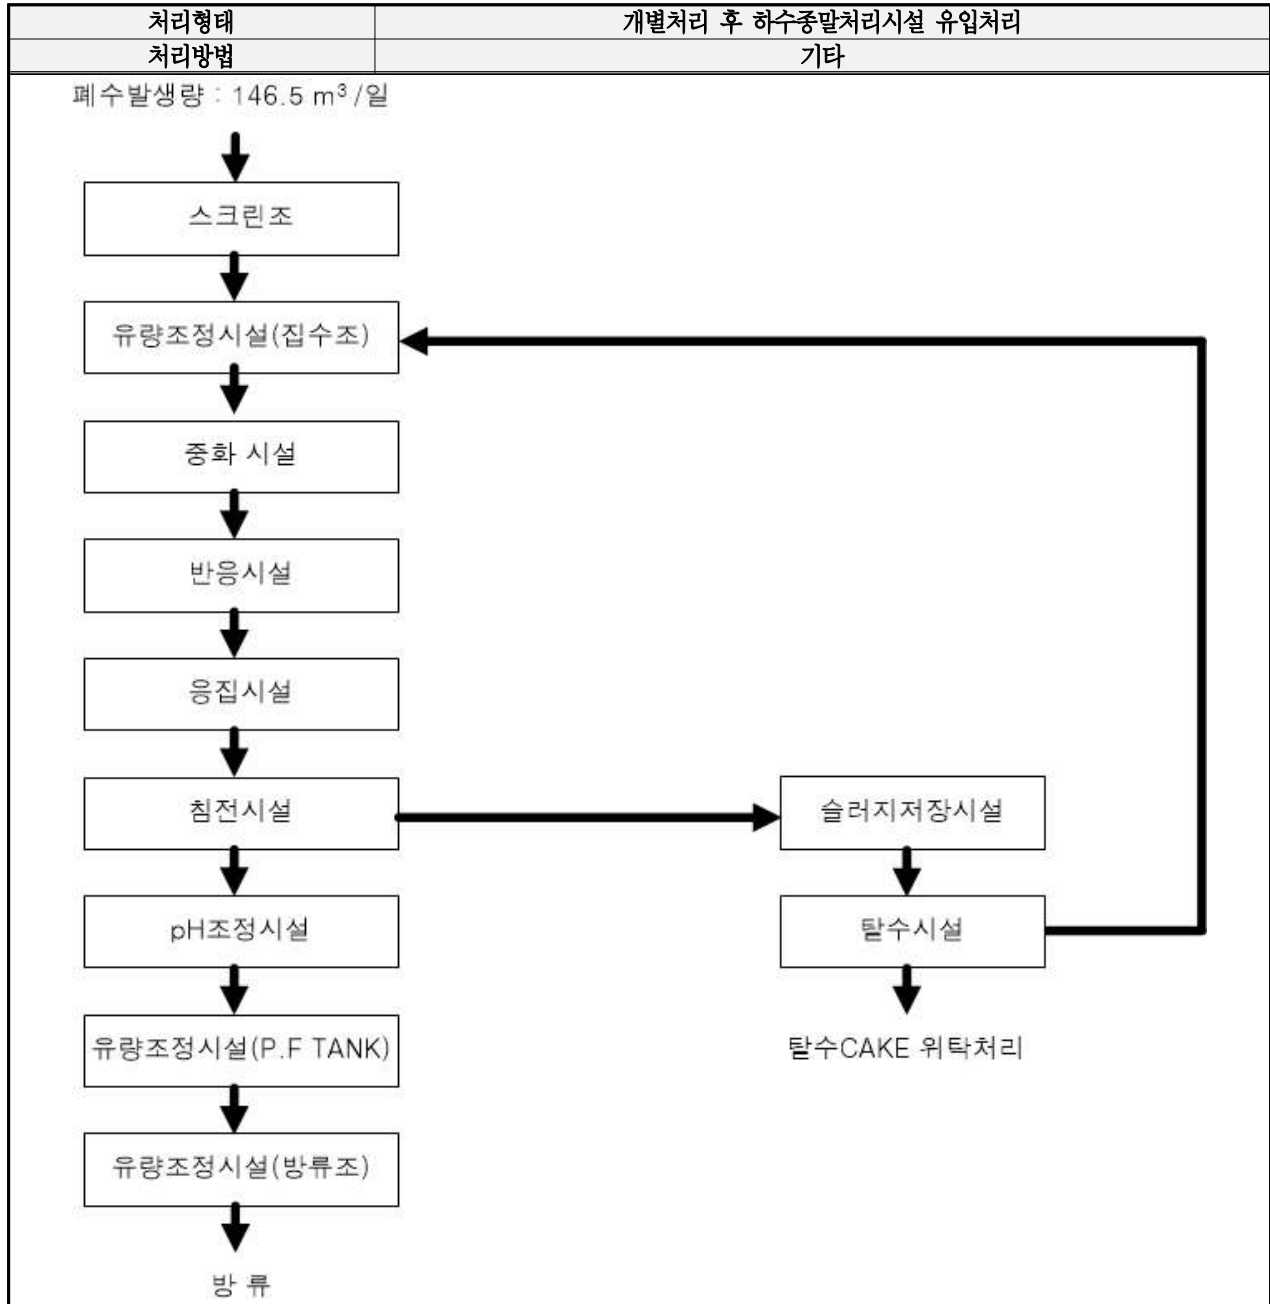 처리형태 개별처리 후 하수종말처리시설 유입처리
처리방법 기타
폐수발생량 : 146.5 m³/일
스크린조
유량조정시설(집수조)
중화 시설
반응시설
응집시설
침전시설 슬러지저장시설
pH조정시설 탈수시설
유량조정시설(P.F TANK) 탈수CAKE 위탁처리
유량조정시설(방류조)
방 류